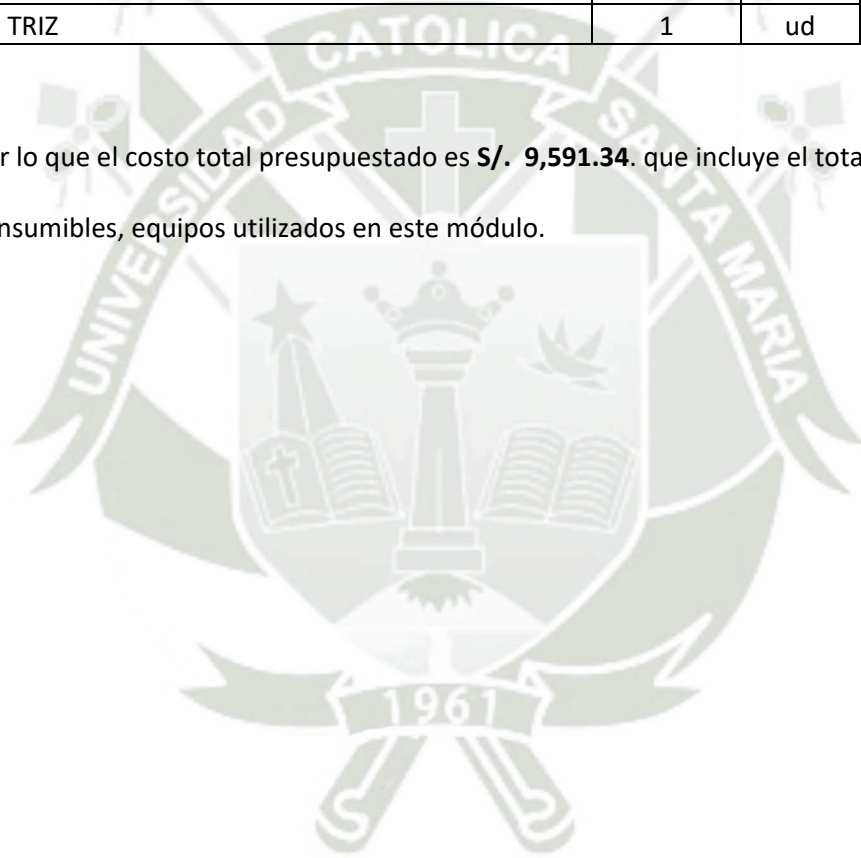 TRIZ 1 ud
r lo que el costo total presupuestado es S/. 9,591.34. que incluye el tota
nsumibles, equipos utilizados en este módulo.
UNIVERSIDAD CATOLICA SANTA MARIA
1961